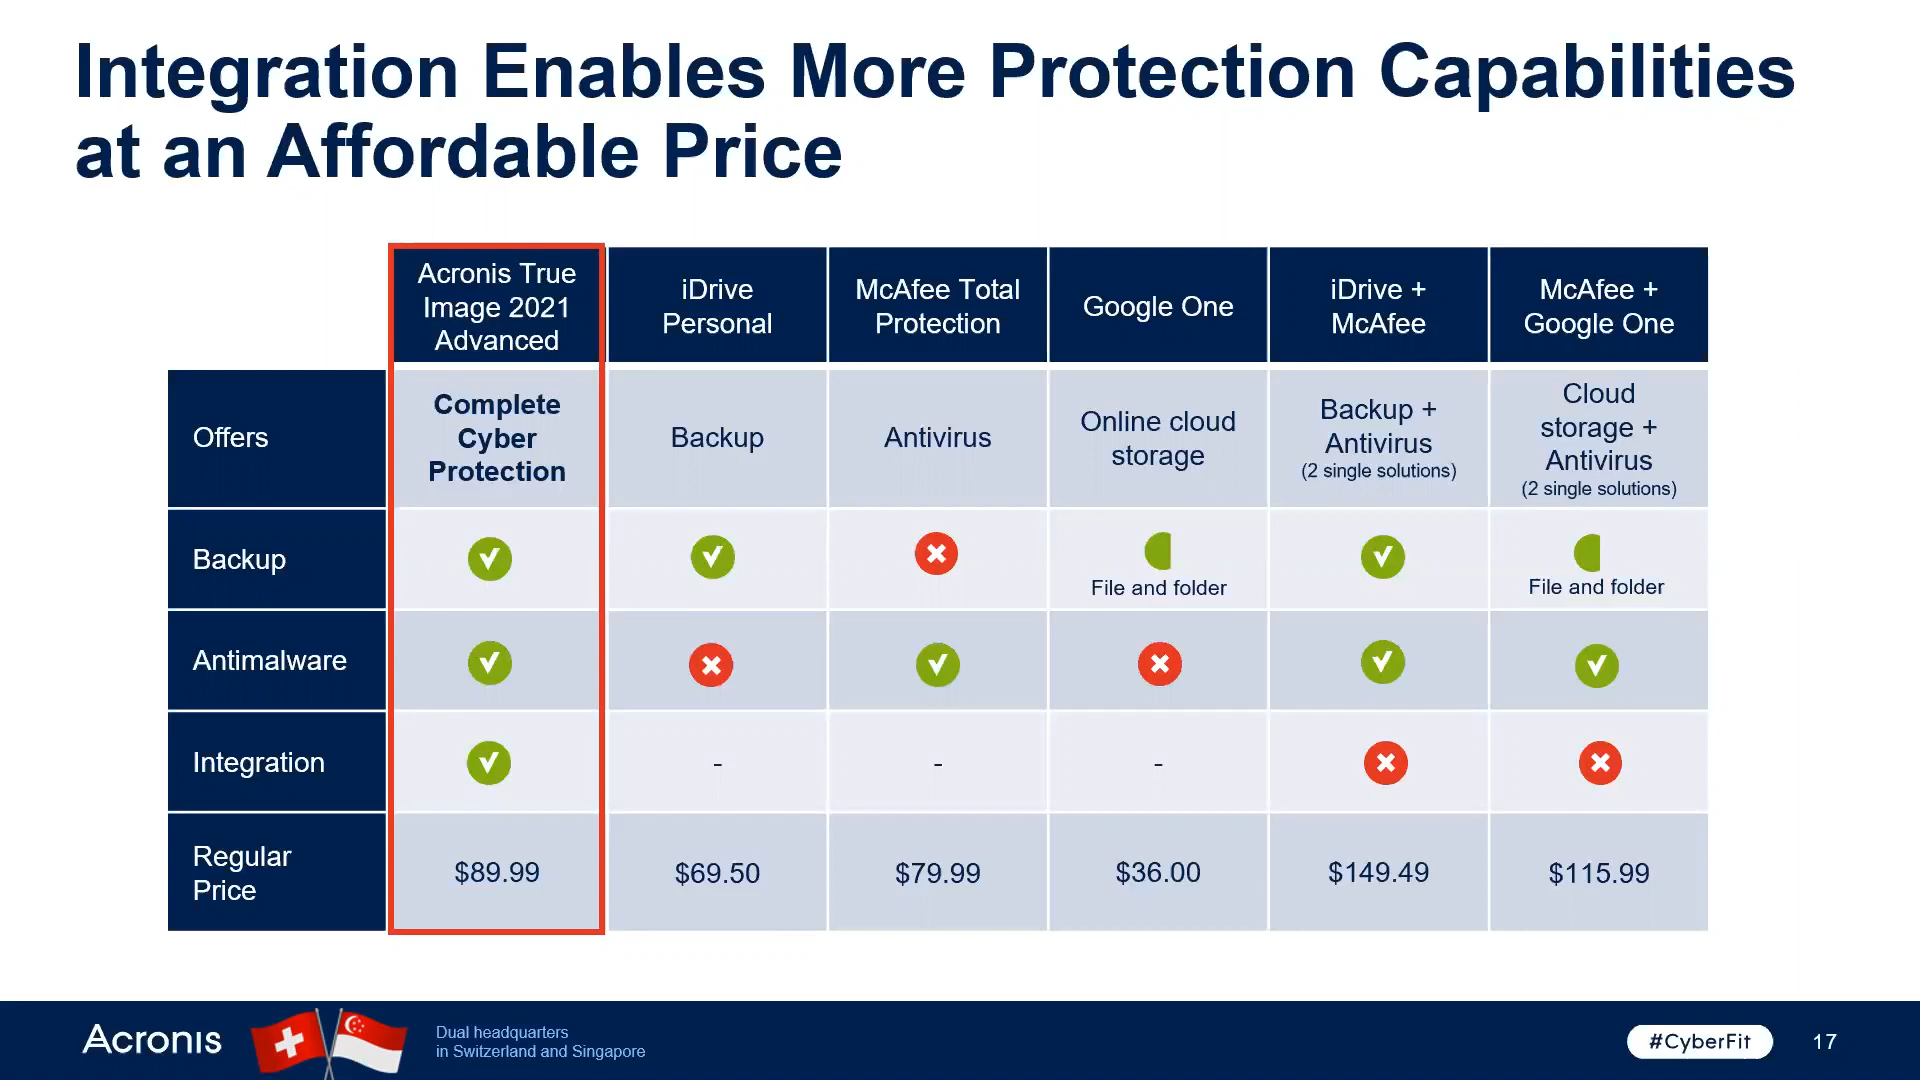 Integration Enables More Protection Capabilities
at an Affordable Price
Acronis True
Image 2021
Advanced
iDrive
Personal
McAfee Total
Protection
Google One
iDrive +
McAfee
McAfee +
Google One
Offers
Complete
Cyber
Protection
Backup
Antivirus
Online cloud
storage
Backup +
Antivirus
(2 single solutions)
Cloud
storage +
Antivirus
(2 single solutions)
Backup
File and folder
File and folder
Antimalware
Integration
-
-
-
Regular
Price
$89.99
$69.50
$79.99
$36.00
$149.49
$115.99
Acronis
Dual headquarters
in Switzerland and Singapore
#CyberFit
17